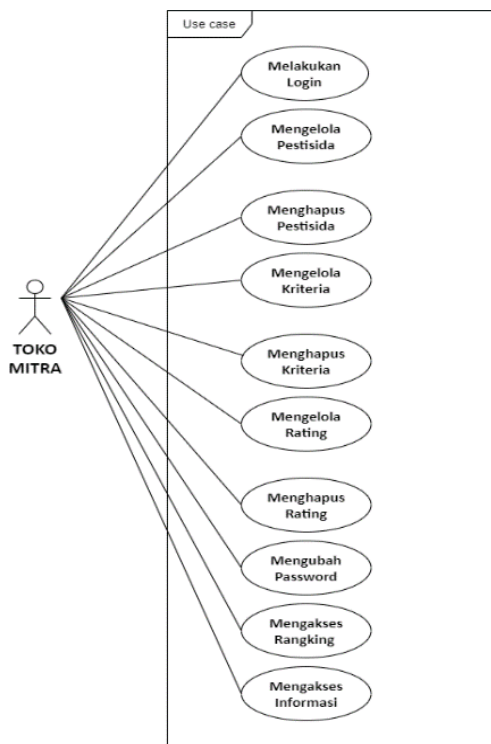 Use case
Melakukan
Login
Mengelola
Pestisida
Menghapus
Pestisida
Mengelola
Kriteria
TOKO
MITRA
Menghapus
Kriteria
Mengelola
Rating
Menghapus
Rating
Mengubah
Password
Mengakses
Rangking
Mengakses
Informasi